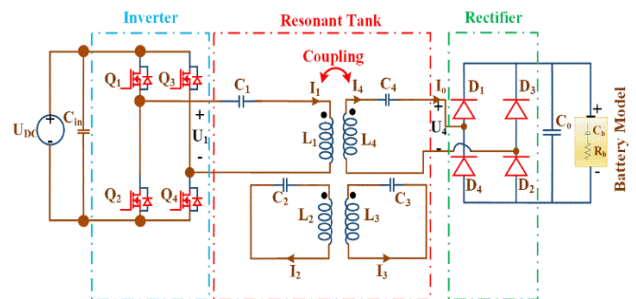 Inverter
Resonant Tank
Rectifier
Coupling
Q1
Q3
C1
I1
I4
C4
Io
D1
D3
UDC
Cin
+
U1
-
L1
L4
+
U4
-
Co
+
Cb
Rb
-
Battery Model
Q2
Q4
C2
C3
D4
D2
L2
L3
I2
I3